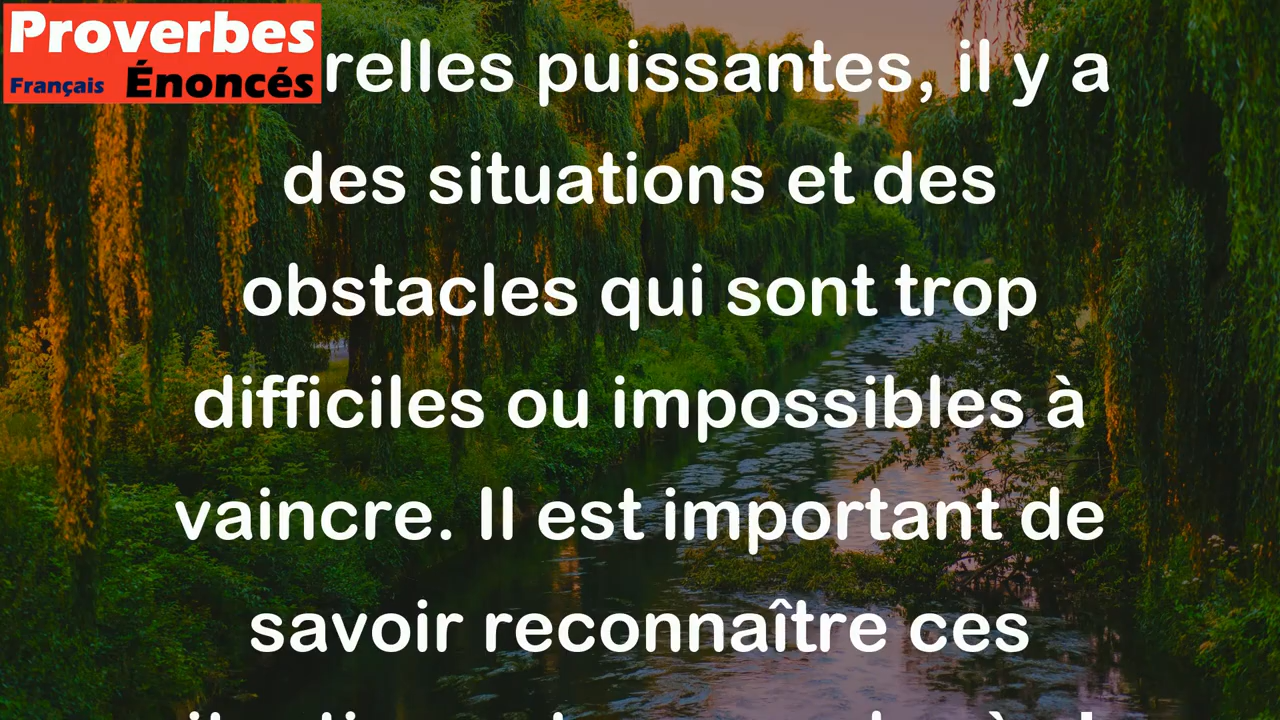 Proverbes
Français Énoncés
relles puissantes, il y a
des situations et des
obstacles qui sont trop
difficiles ou impossibles à
vaincre. Il est important de
savoir reconnaître ces